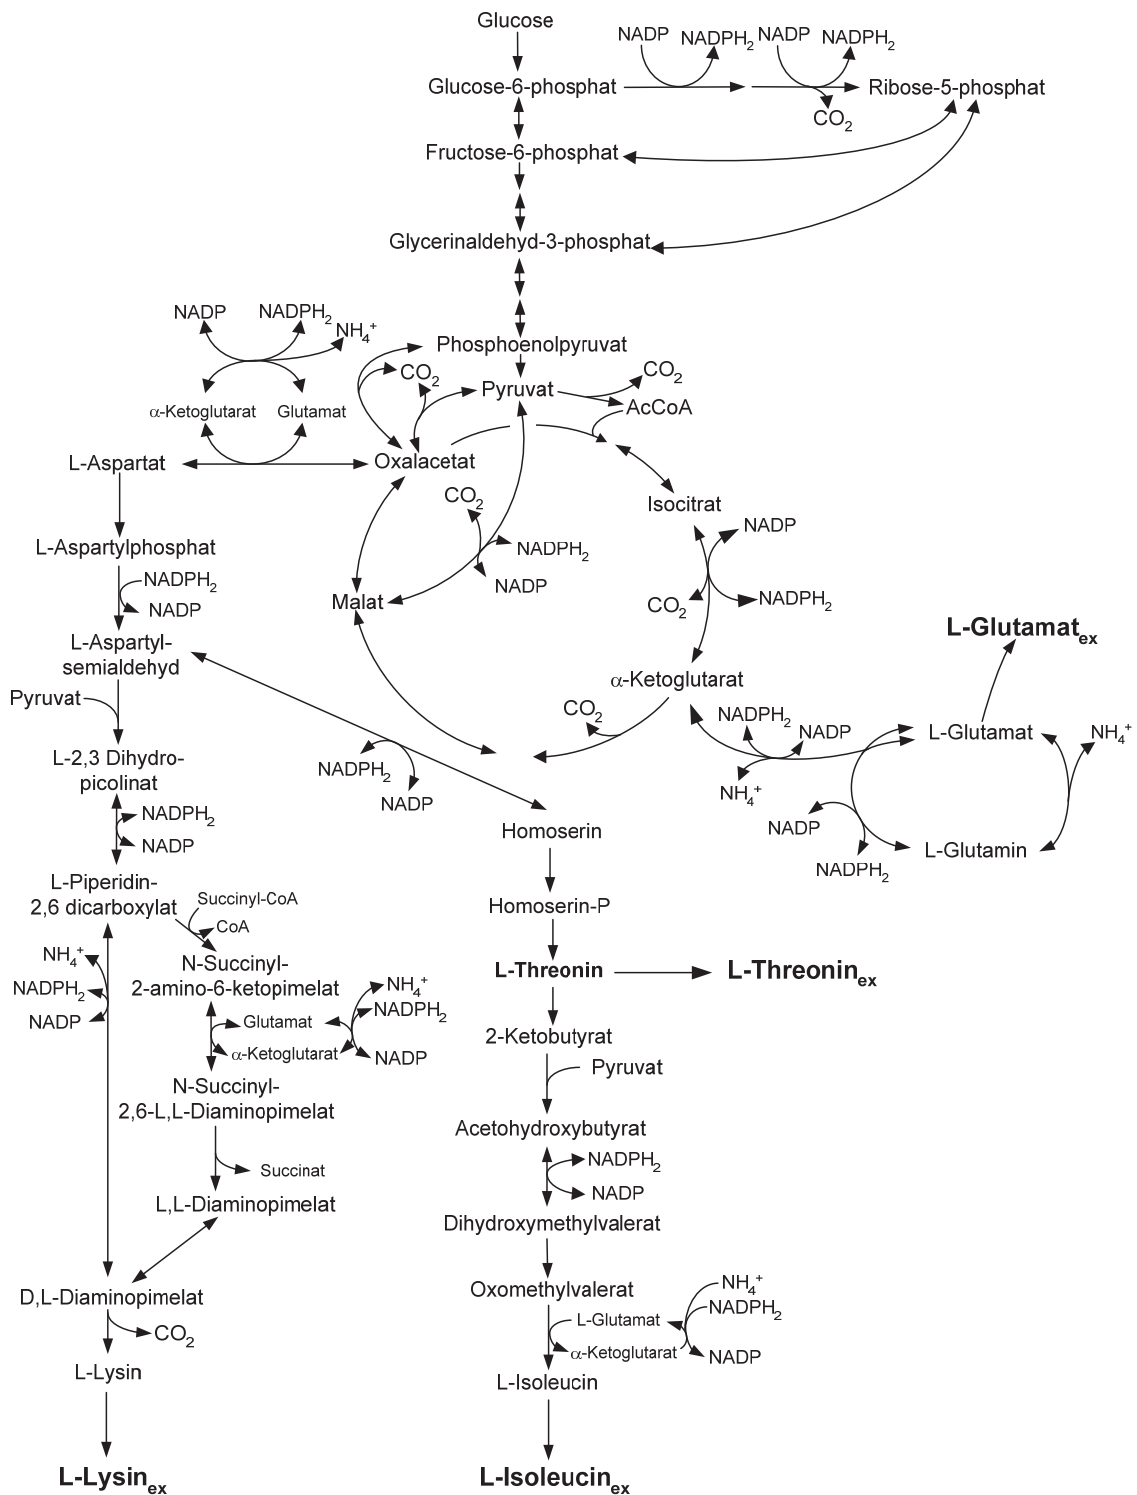 Glucose
NADP
NADPH2
NADP
NADPH2
Glucose-6-phosphat
Ribose-5-phosphat
CO2
Fructose-6-phosphat
Glycerinaldehyd-3-phosphat
NADP
NADPH2
NH4+
Phosphoenolpyruvat
CO2
Pyruvat
CO2
AcCoA
α-Ketoglutarat
Glutamat
L-Aspartat
Oxalacetat
CO2
Isocitrat
NADP
L-Aspartylphosphat
NADPH2
NADPH2
NADP
NADP
Malat
CO2
NADPH2
L-Glutamatex
L-Aspartyl-
semialdehyd
α-Ketoglutarat
Pyruvat
CO2
NADPH2
NADP
L-Glutamat
NH4+
L-2,3 Dihydro-
picolinat
NADPH2
NADP
NH4+
NADPH2
NADP
NADP
NADPH2
L-Glutamin
Homoserin
L-Piperidin-
2,6 dicarboxylat
Succinyl-CoA
CoA
Homoserin-P
NH4+
NADPH2
NADP
N-Succinyl-
2-amino-6-ketopimelat
L-Threonin
L-Threoninex
NH4+
NADPH2
Glutamat
α-Ketoglutarat
NADP
2-Ketobutyrat
Pyruvat
N-Succinyl-
2,6-L,L-Diaminopimelat
Acetohydroxybutyrat
NADPH2
NADP
Succinat
L,L-Diaminopimelat
Dihydroxymethylvalerat
D,L-Diaminopimelat
Oxomethylvalerat
NH4+
NADPH2
L-Glutamat
α-Ketoglutarat
NADP
CO2
L-Lysin
L-Isoleucin
L-Lysinex
L-Isoleucinex